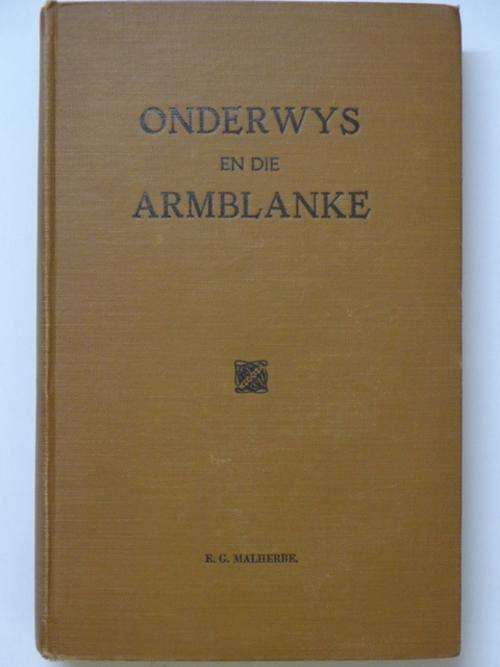 ONDERWYS
EN DIE
ARMBLANKE
E. G. MALHERBE.